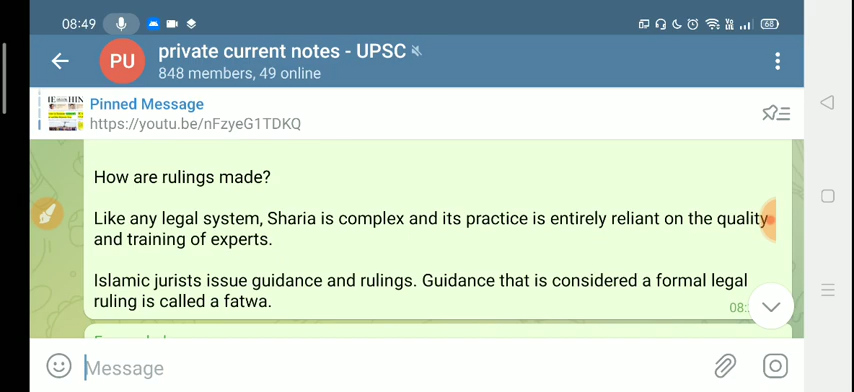 08:49
68
PU
private current notes - UPSC
848 members, 49 online
Pinned Message
https://youtu.be/nFzyeG1TDKQ
How are rulings made?
Like any legal system, Sharia is complex and its practice is entirely reliant on the quality
and training of experts.
Islamic jurists issue guidance and rulings. Guidance that is considered a formal legal
ruling is called a fatwa.
08:
Message